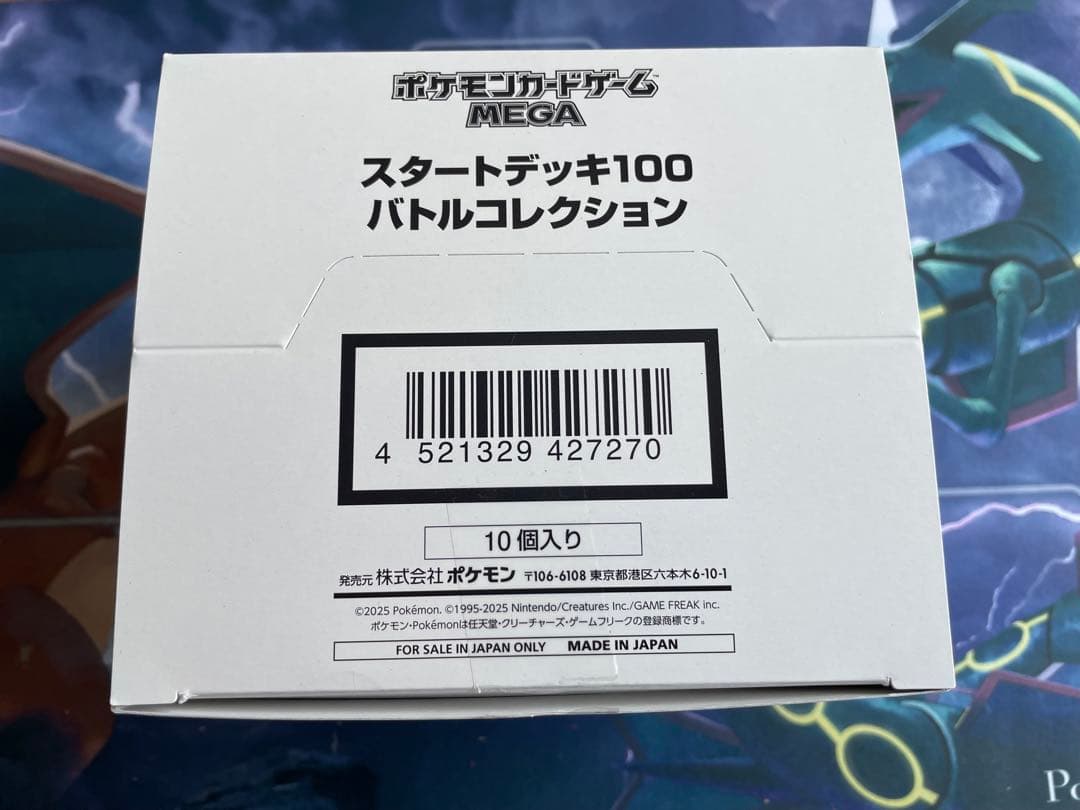 ポケモンカードゲーム™
MEGA
スタートデッキ100
バトルコレクション
4 521329 427270
10個入り
発売元 株式会社 ポケモン 〒106-6108 東京都港区六本木6-10-1
©2025 Pokémon. ©1995-2025 Nintendo/Creatures Inc./GAME FREAK inc.
ポケモン・Pokémonは任天堂・クリーチャーズ・ゲームフリークの登録商標です。
FOR SALE IN JAPAN ONLY MADE IN JAPAN